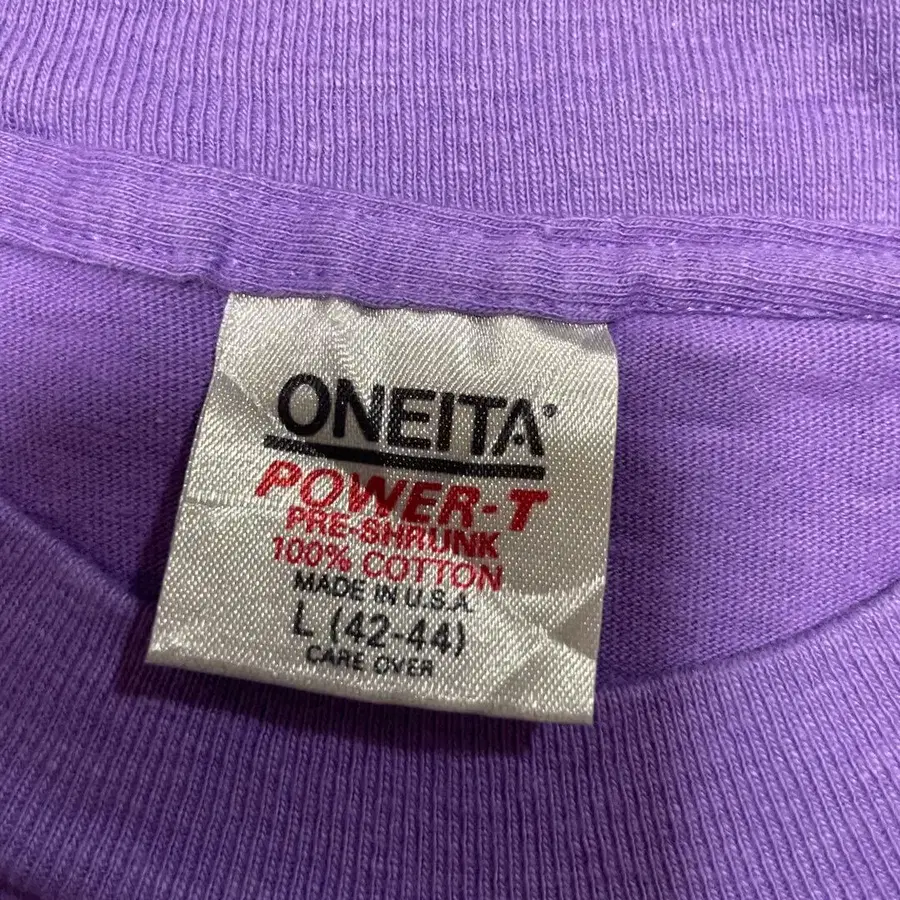 ONEITA®
POWER-T
PRE-SHRUNK
100% COTTON
MADE IN U.S.A.
L (42-44)
CARE OVER